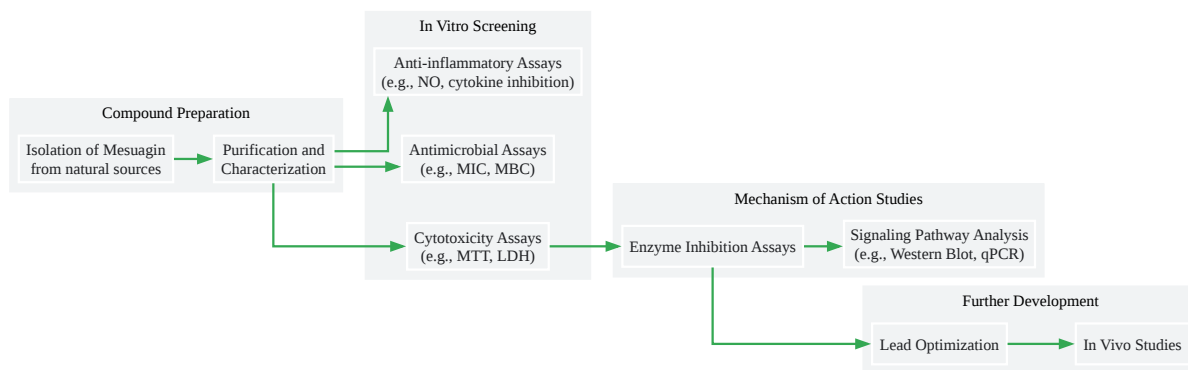 Compound Preparation
Isolation of Mesuagin
from natural sources
Purification and
Characterization
In Vitro Screening
Anti-inflammatory Assays
(e.g., NO, cytokine inhibition)
Antimicrobial Assays
(e.g., MIC, MBC)
Cytotoxicity Assays
(e.g., MTT, LDH)
Mechanism of Action Studies
Enzyme Inhibition Assays
Signaling Pathway Analysis
(e.g., Western Blot, qPCR)
Further Development
Lead Optimization
In Vivo Studies